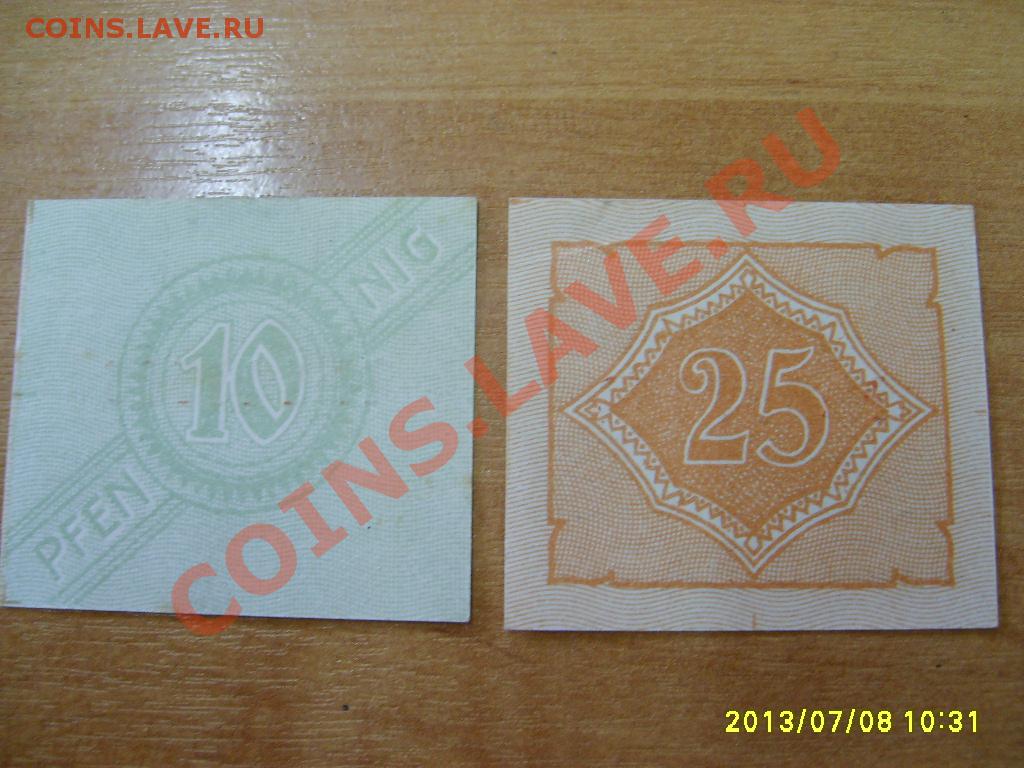 COINS.LAVE.RU
10
PFEN NIG
25
COINS.LAVE.RU
2013/07/08 10:31